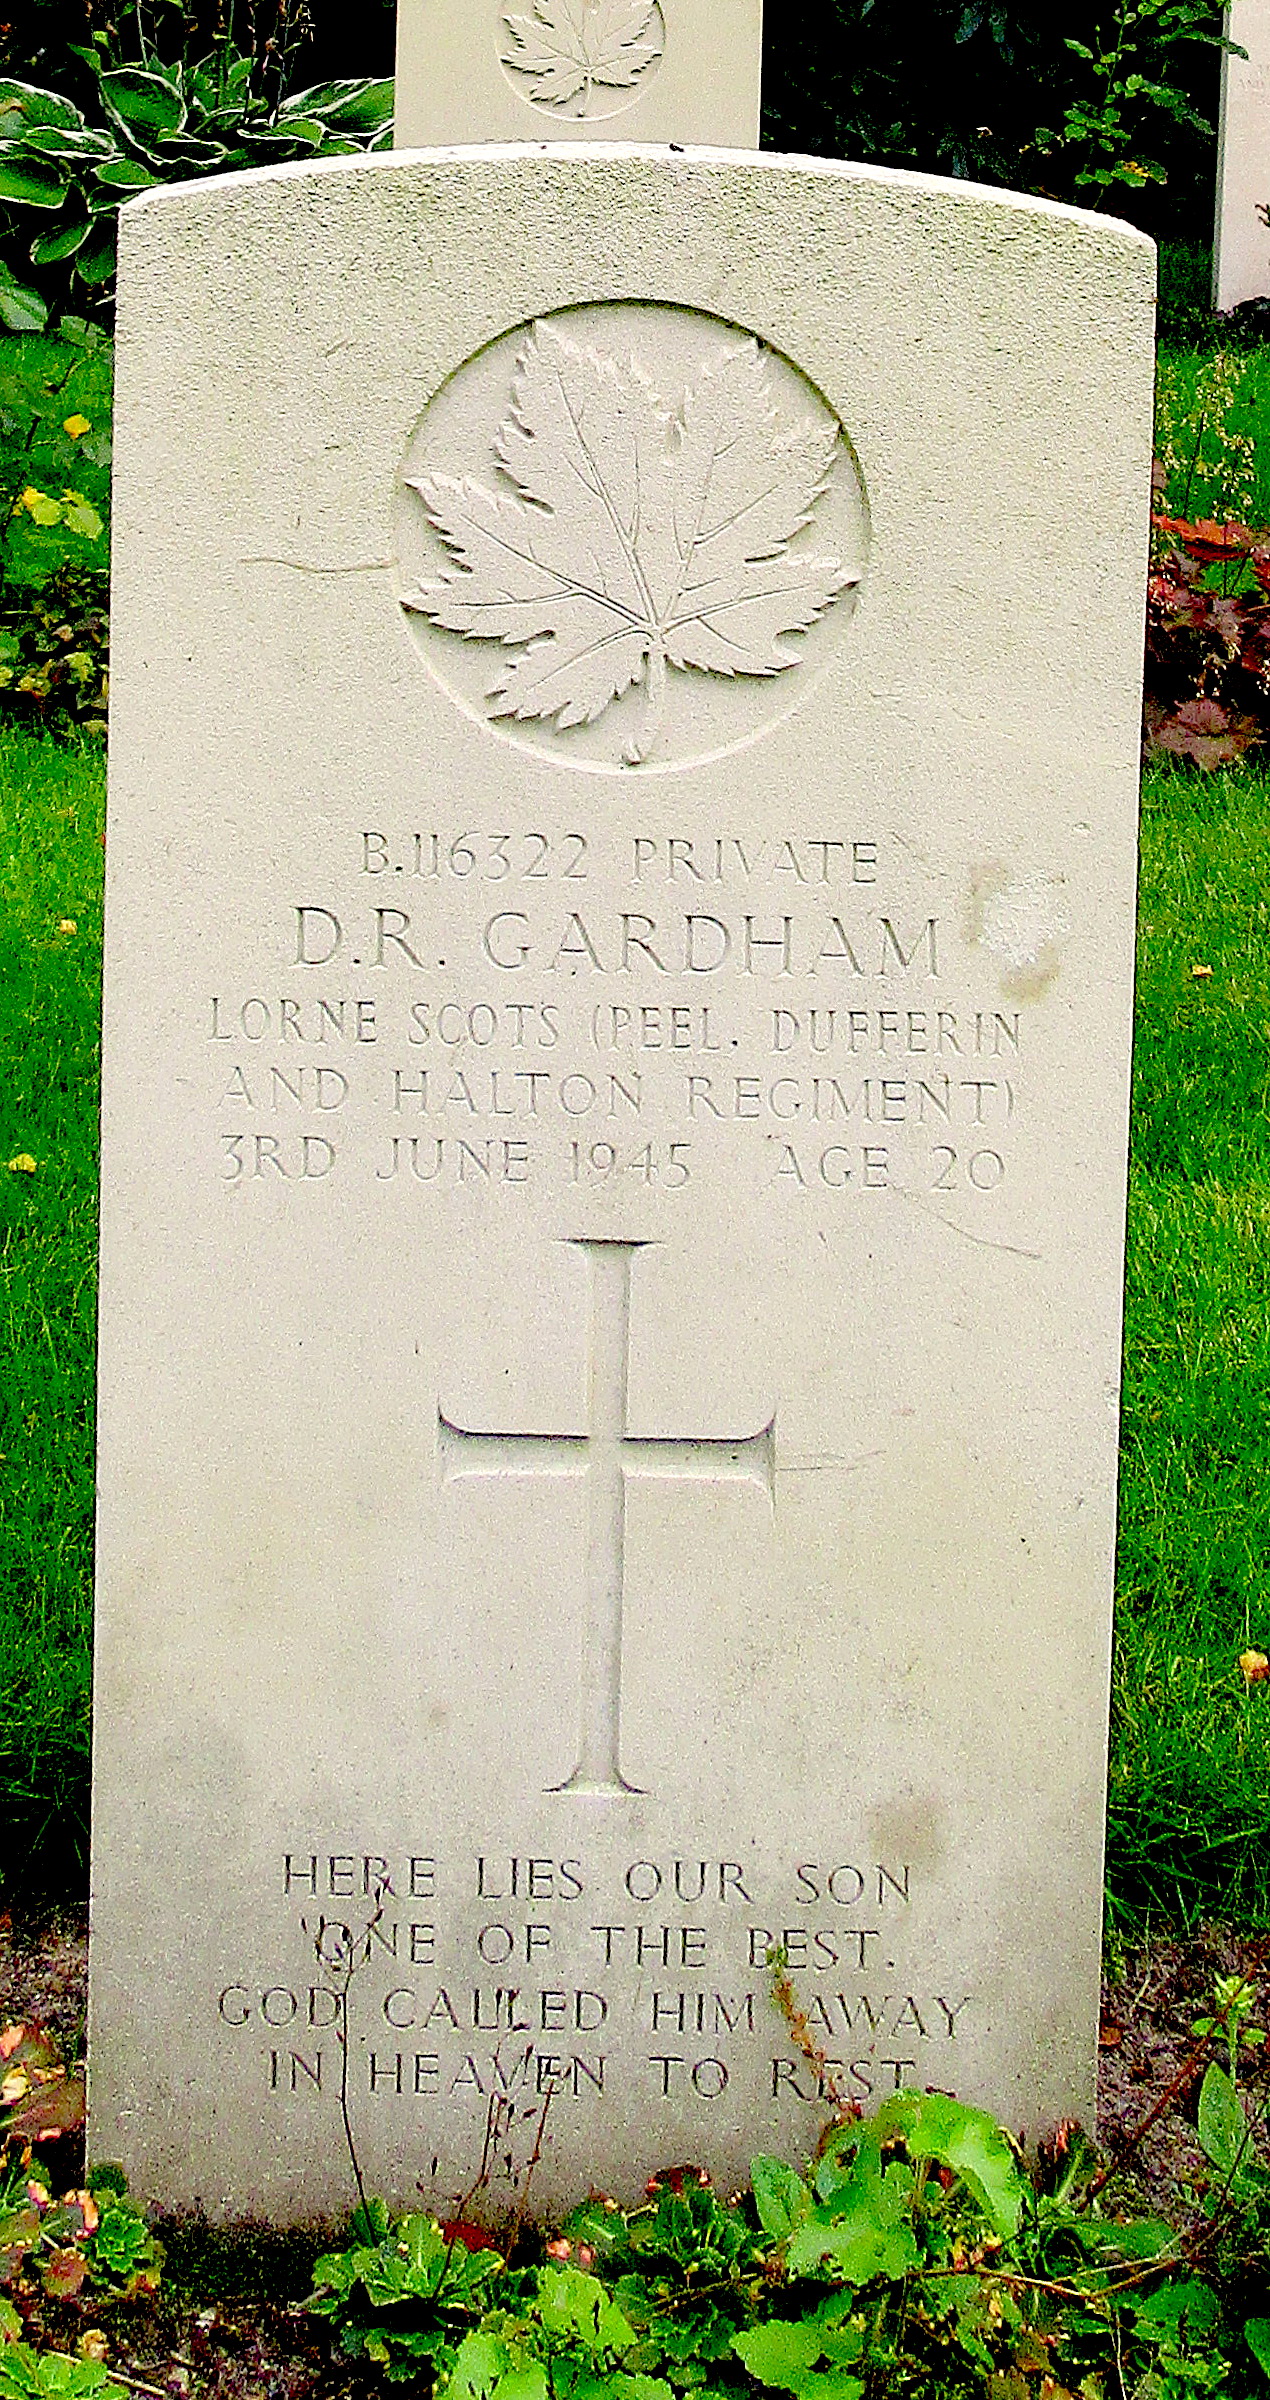 B.116322 PRIVATE
D.R. GARDHAM
LORNE SCOTS (PEEL. DUFFERIN
AND HALTON REGIMENT)
3RD JUNE 1945 AGE 20
HERE LIES OUR SON
ONE OF THE BEST.
GOD CALLED HIM AWAY
IN HEAVEN TO REST